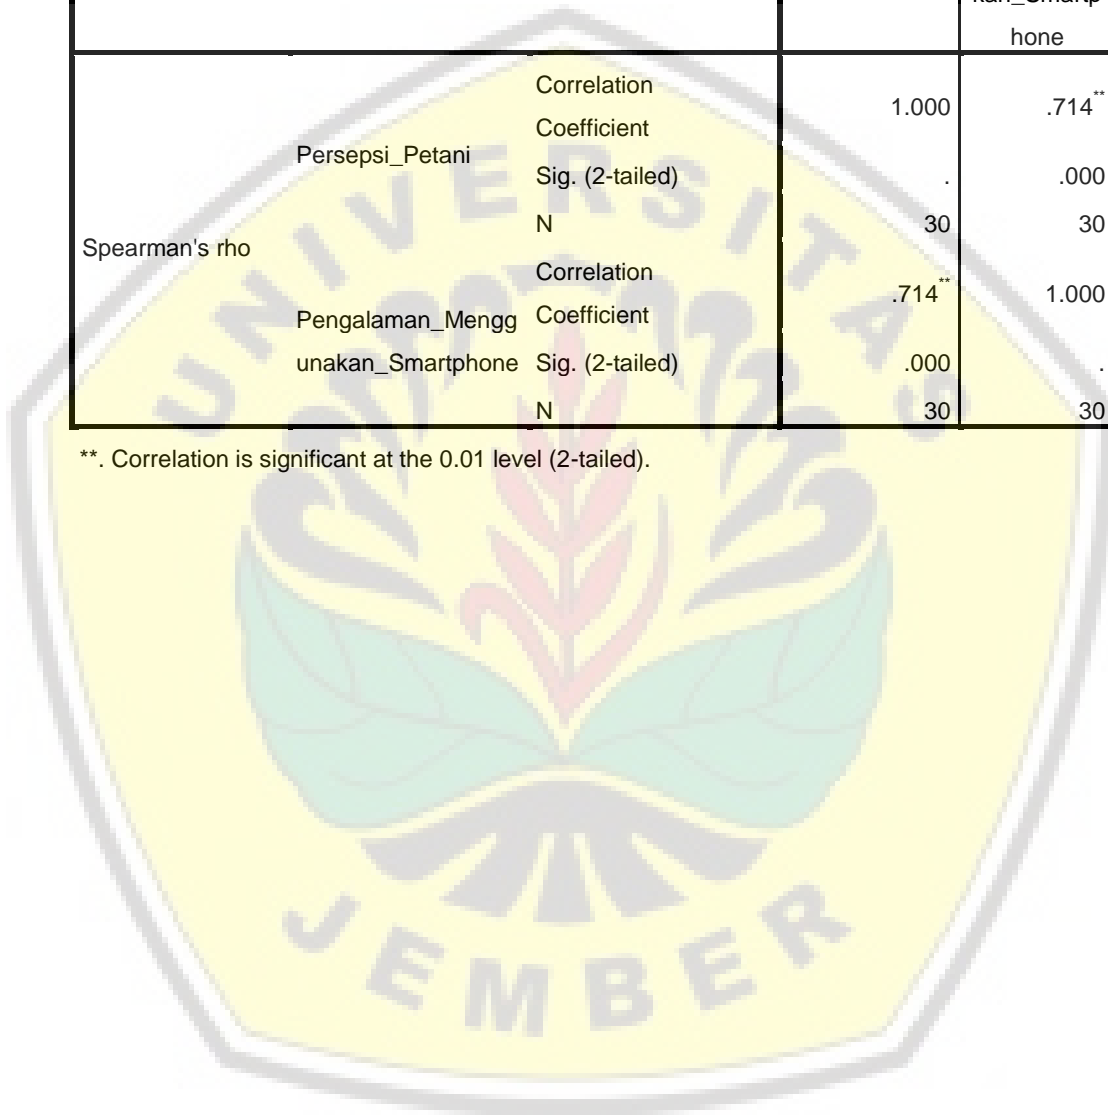 kan_Smartp
hone
Correlation
Coefficient
1.000 .714**
Persepsi_Petani
Sig. (2-tailed) . .000
N 30 30
Spearman's rho
Correlation
Coefficient
.714** 1.000
Pengalaman_Mengg
unakan_Smartphone
Sig. (2-tailed) .000 .
N 30 30
**. Correlation is significant at the 0.01 level (2-tailed).
UNIVERSITAS
JEMBER